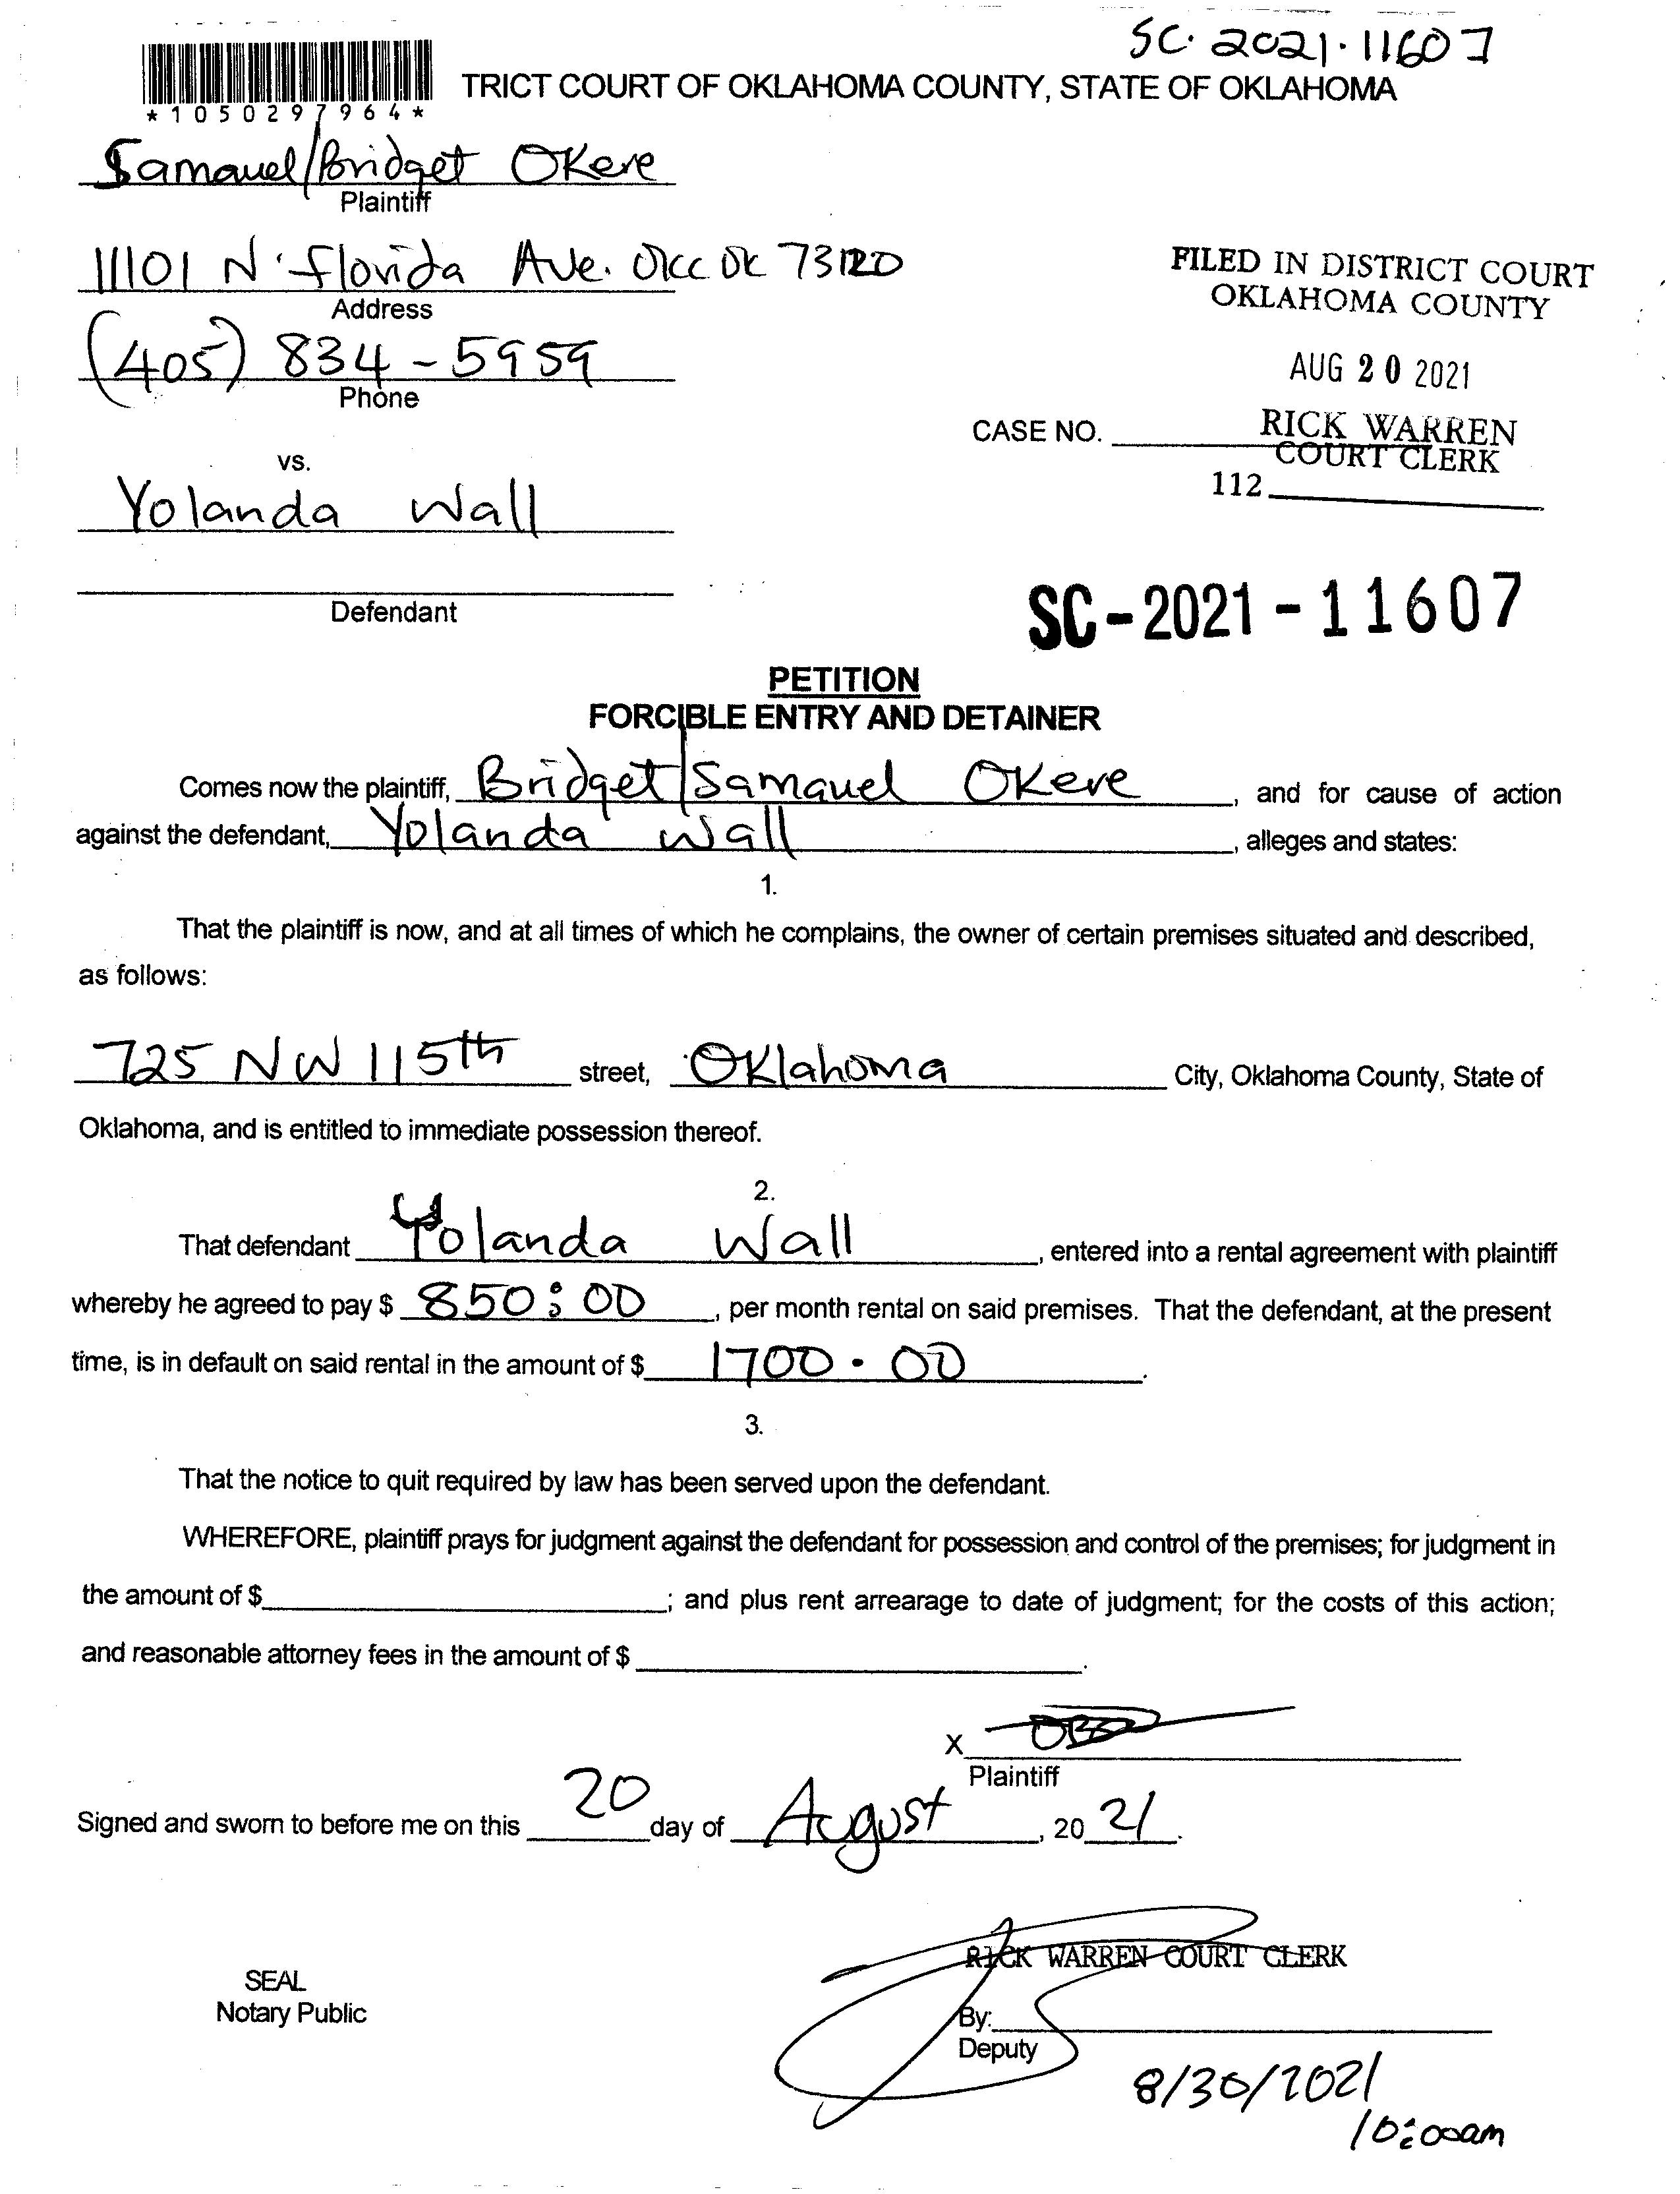 SC. 2021. 11607
TRICT COURT OF OKLAHOMA COUNTY, STATE OF OKLAHOMA
*1050297964*
Samauel/Bridget Okere
Plaintiff
11101 N. Florida Ave. OKC OK 73120
Address
FILED IN DISTRICT COURT
OKLAHOMA COUNTY
(405) 834-5959
Phone
AUG 20 2021
CASE NO.
RICK WARREN
COURT CLERK
112
vs.
Yolanda Wall
Defendant
SC-2021-11607
PETITION
FORCIBLE ENTRY AND DETAINER
Comes now the plaintiff, Bridget/Samauel Okere, and for cause of action
against the defendant, Yolanda Wall, alleges and states:
1.
That the plaintiff is now, and at all times of which he complains, the owner of certain premises situated and described,
as follows:
725 NW 115th street, Oklahoma City, Oklahoma County, State of
Oklahoma, and is entitled to immediate possession thereof.
2.
That defendant Yolanda Wall, entered into a rental agreement with plaintiff
whereby he agreed to pay $ 850:00, per month rental on said premises. That the defendant, at the present
time, is in default on said rental in the amount of $ 1700.00.
3.
That the notice to quit required by law has been served upon the defendant.
WHEREFORE, plaintiff prays for judgment against the defendant for possession and control of the premises; for judgment in
the amount of $; and plus rent arrearage to date of judgment; for the costs of this action;
and reasonable attorney fees in the amount of $.
X
Plaintiff
Signed and sworn to before me on this 20 day of August, 2021.
RICK WARREN COURT CLERK
SEAL
Notary Public
By:
Deputy
8/30/2021
10:00am